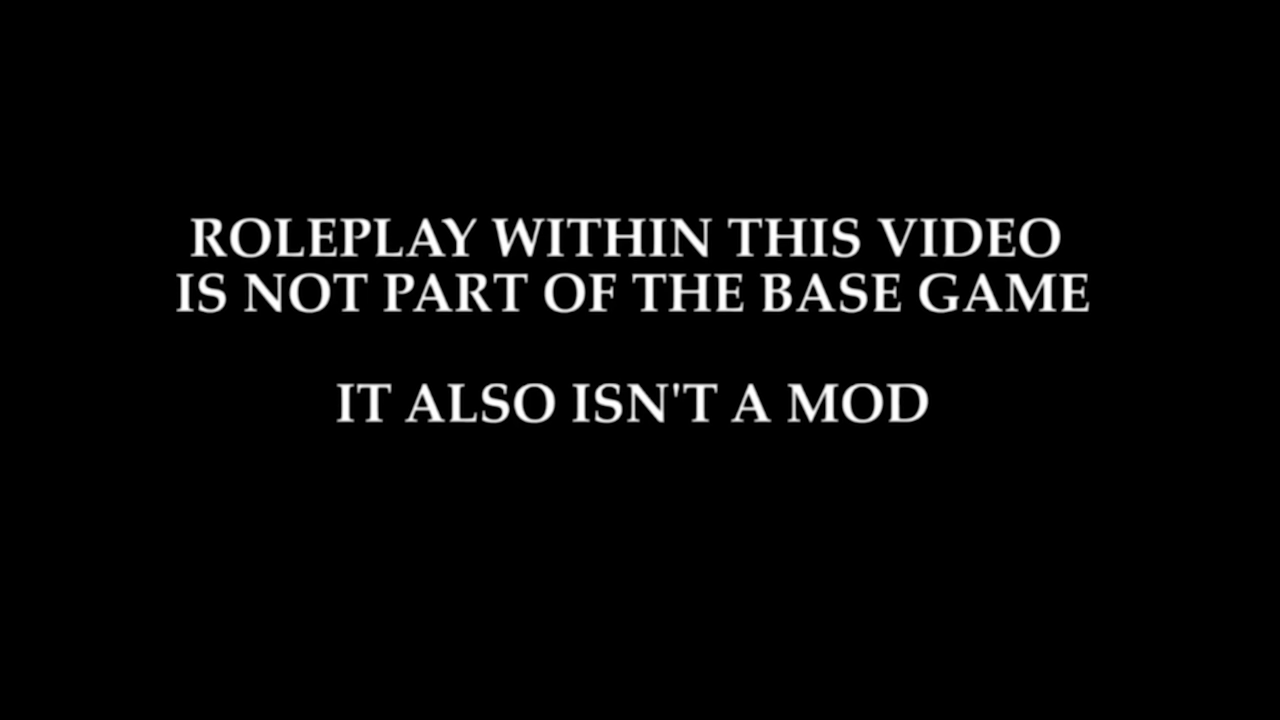 ROLEPLAY WITHIN THIS VIDEO
IS NOT PART OF THE BASE GAME
IT ALSO ISN'T A MOD